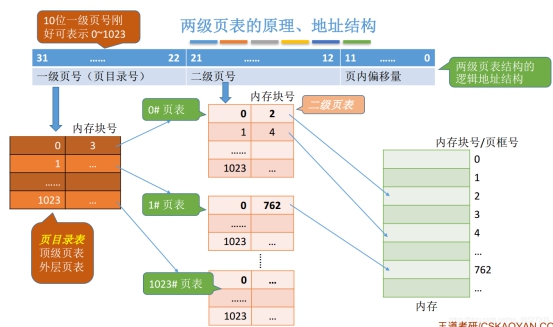 两级页表的原理、地址结构
10位一级页号刚
好可表示 0~1023
31 …… 22 21 …… 12 11 …… 0
一级页号（页目录号） 二级页号 页内偏移量
两级页表结构的
逻辑地址结构
内存块号
0 3
1 …
……
1023 …
页目录表
顶级页表
外层页表
0# 页表
内存块号
二级页表
0 2
1 4
……
1023 …
1# 页表
0 762
……
1023 …
1023# 页表
0 …
……
1023 …
内存块号/页框号
0
1
2
3
4
…
762
…
内存
王道考研/CSKAOYAN.CO